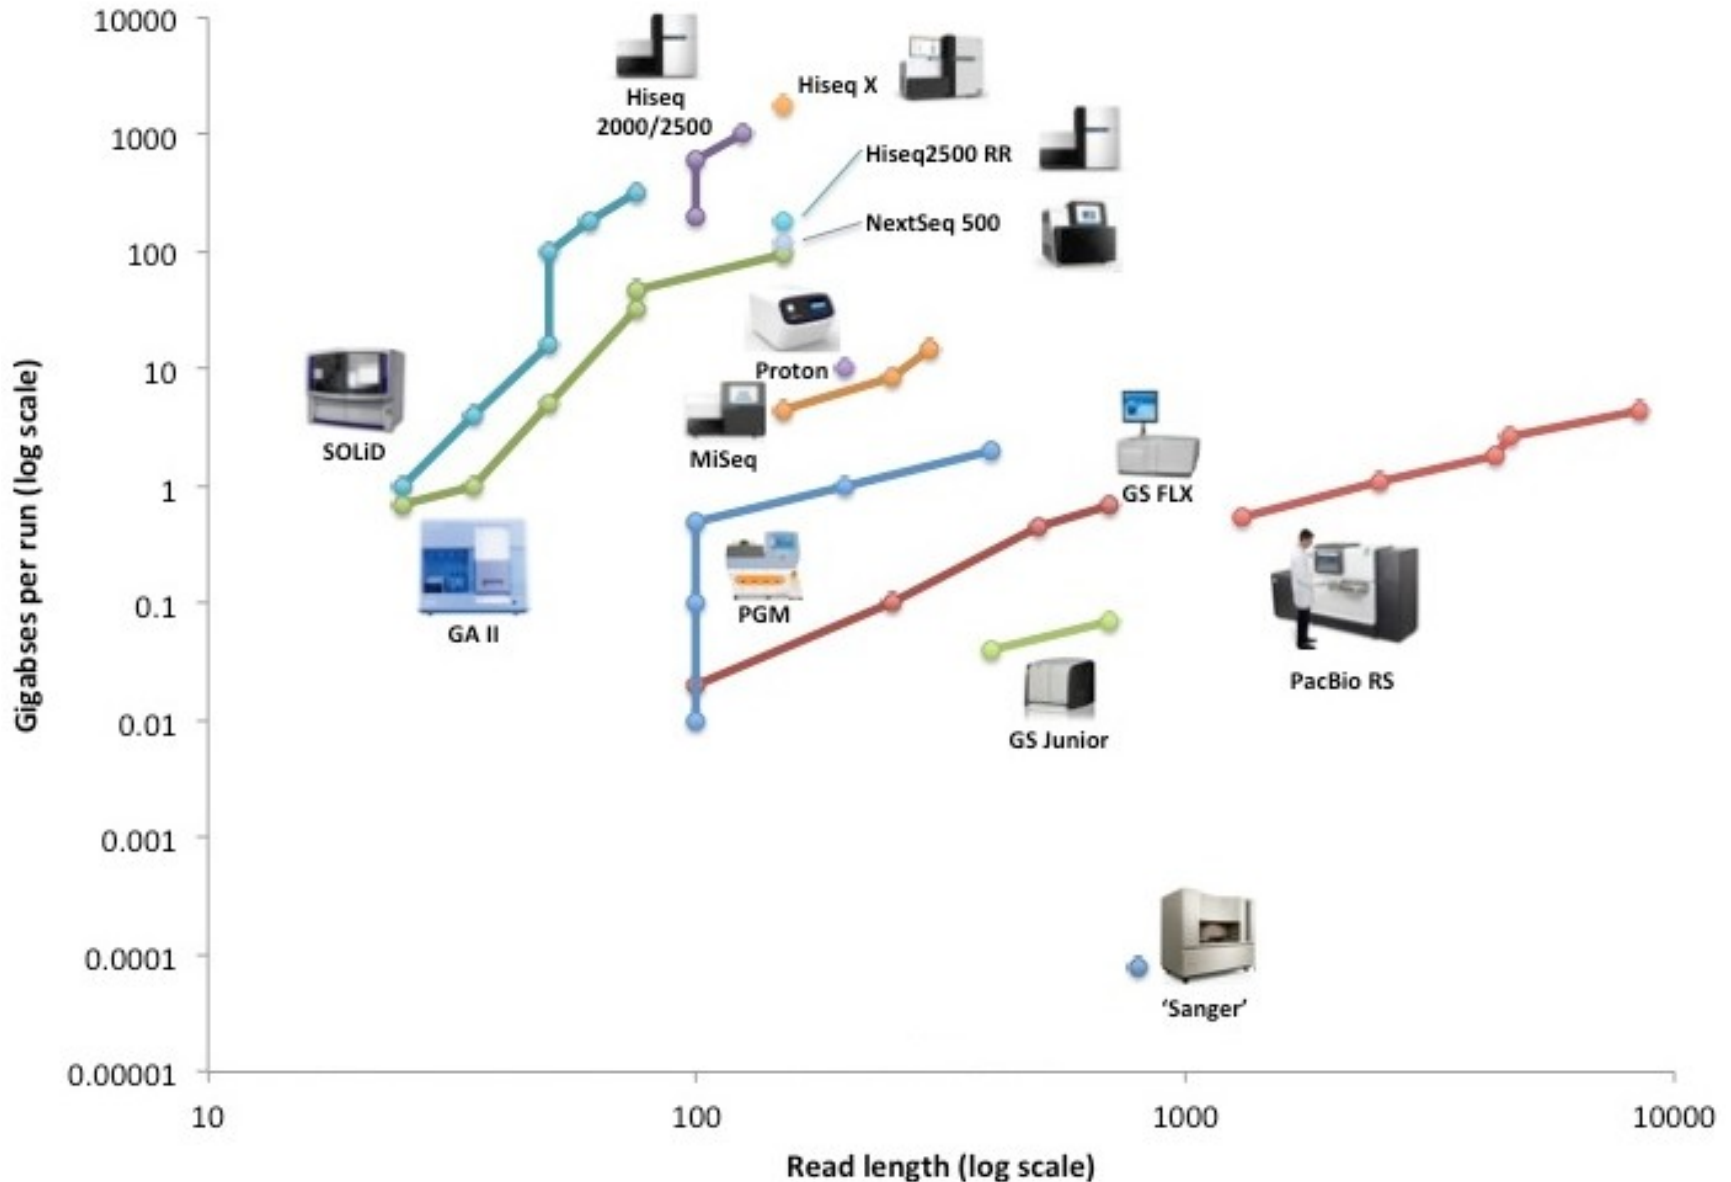 10000
1000
100
10
1
0.1
0.01
0.001
0.0001
0.00001
Gigabses per run (log scale)
Hiseq
2000/2500
Hiseq X
Hiseq2500 RR
NextSeq 500
Proton
SOLiD
MiSeq
GS FLX
GA II
PGM
PacBio RS
GS Junior
‘Sanger’
10
100
1000
10000
Read length (log scale)